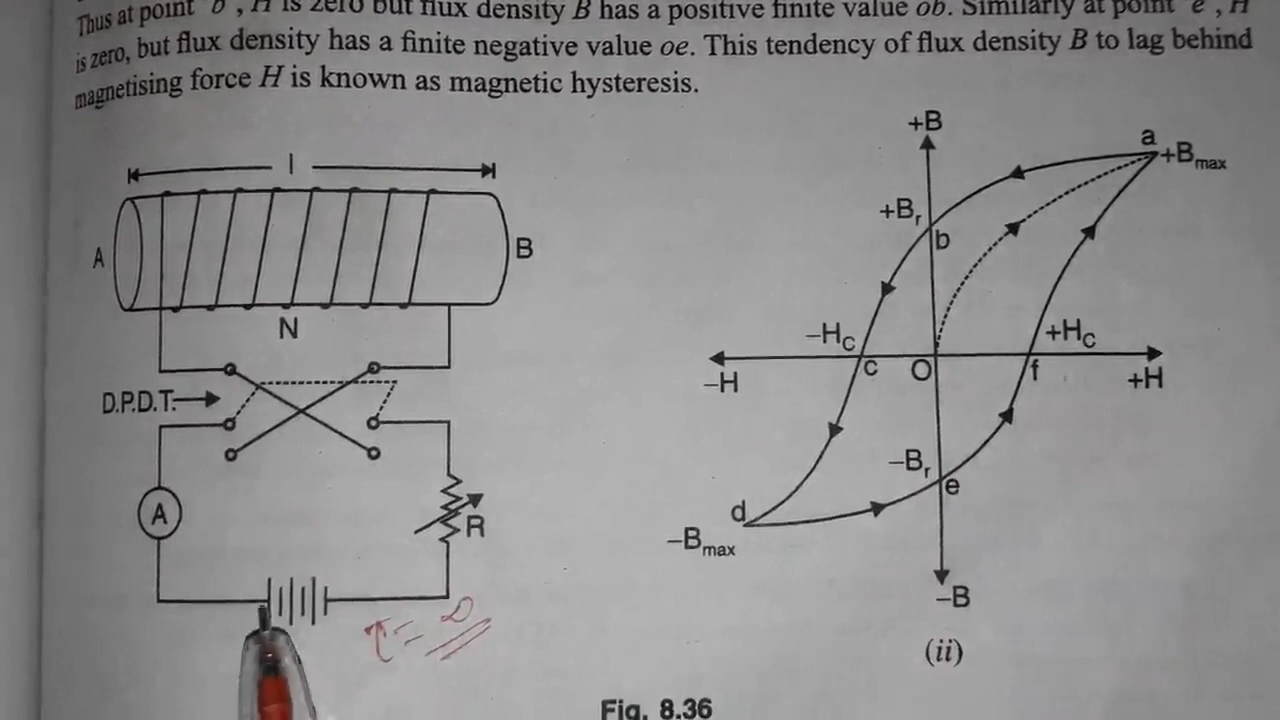 Thus at point 'b', H is zero but flux density B has a positive finite value ob. Similarly at point 'e', H
is zero, but flux density has a finite negative value oe. This tendency of flux density B to lag behind
magnetising force H is known as magnetic hysteresis.
l
A
B
N
D.P.D.T.
A
R
+B
a
+Bmax
+Br
b
-HC
+HC
-H
c
O
f
+H
-Br
e
d
-Bmax
-B
(ii)
Fig. 8.36